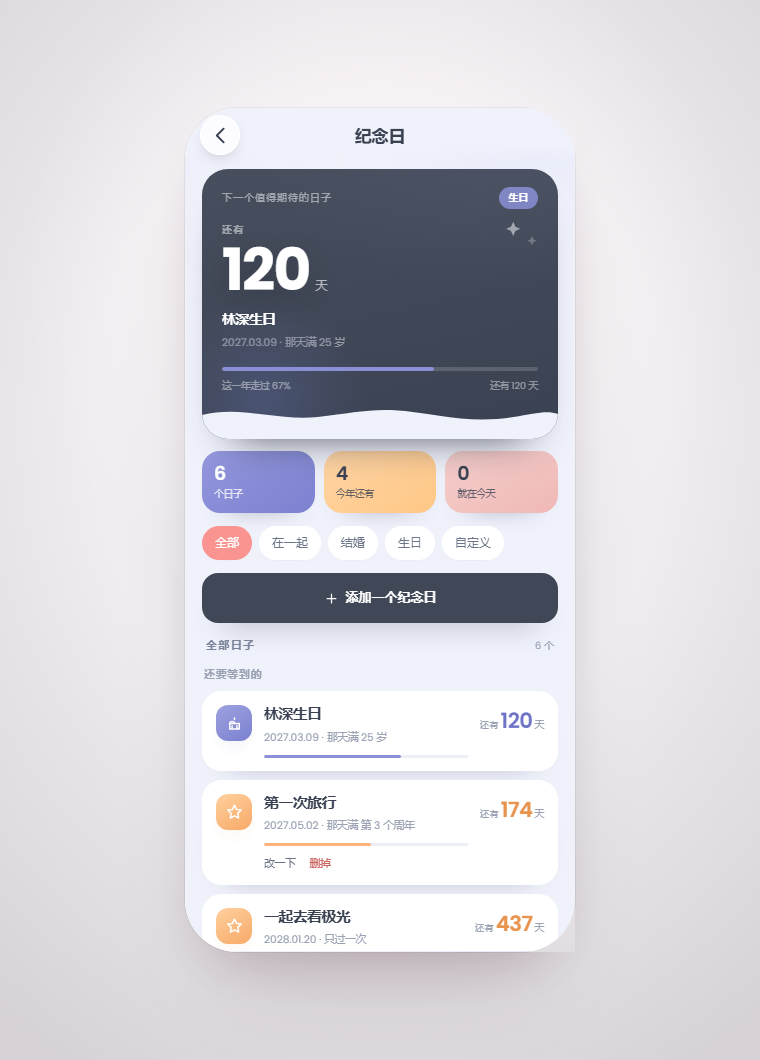 纪念日
下一个值得期待的日子
生日
还有
120 天
林深生日
2027.03.09 · 那天满 25 岁
这一年走过 67%
还有 120 天
6
个日子
4
今年还有
0
就在今天
全部
在一起
结婚
生日
自定义
+ 添加一个纪念日
全部日子
6 个
还要等到的
林深生日
2027.03.09 · 那天满 25 岁
还有 120 天
第一次旅行
2027.05.02 · 那天满 第 3 个周年
还有 174 天
改一下
删掉
一起去看极光
2028.01.20 · 只过一次
还有 437 天